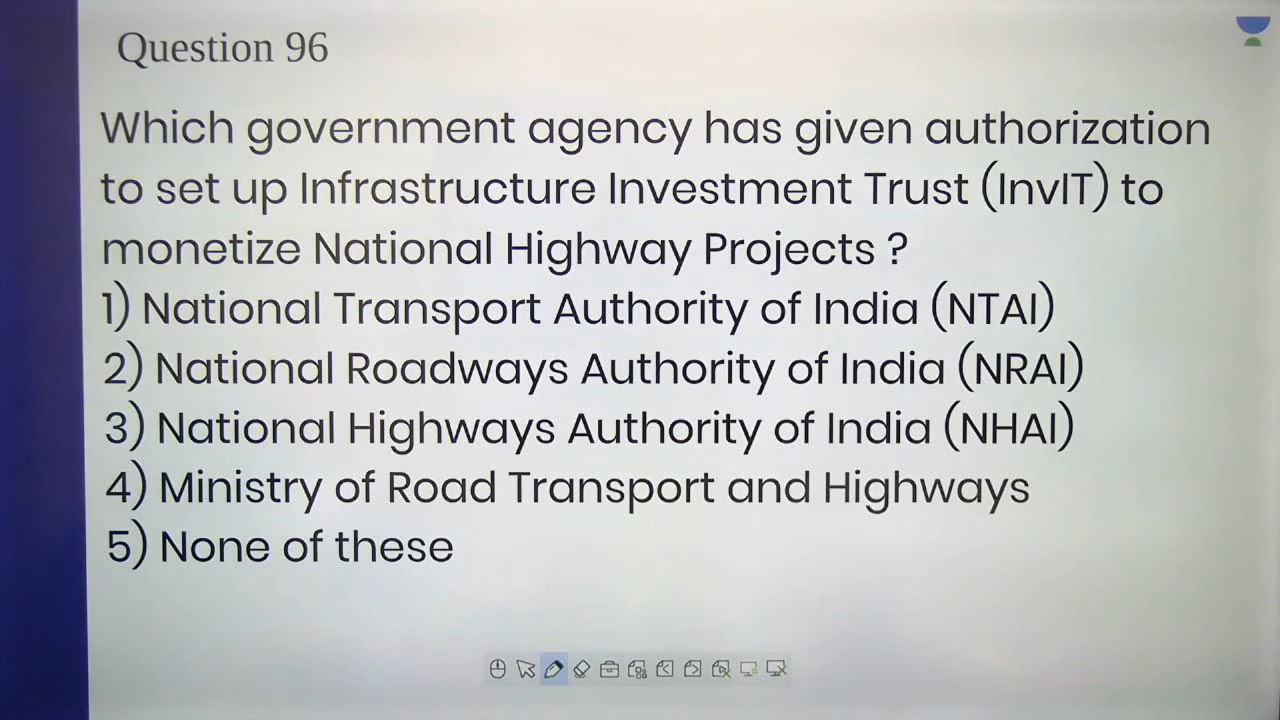 Question 96
Which government agency has given authorization
to set up Infrastructure Investment Trust (InvIT) to
monetize National Highway Projects ?
1) National Transport Authority of India (NTAI)
2) National Roadways Authority of India (NRAI)
3) National Highways Authority of India (NHAI)
4) Ministry of Road Transport and Highways
5) None of these